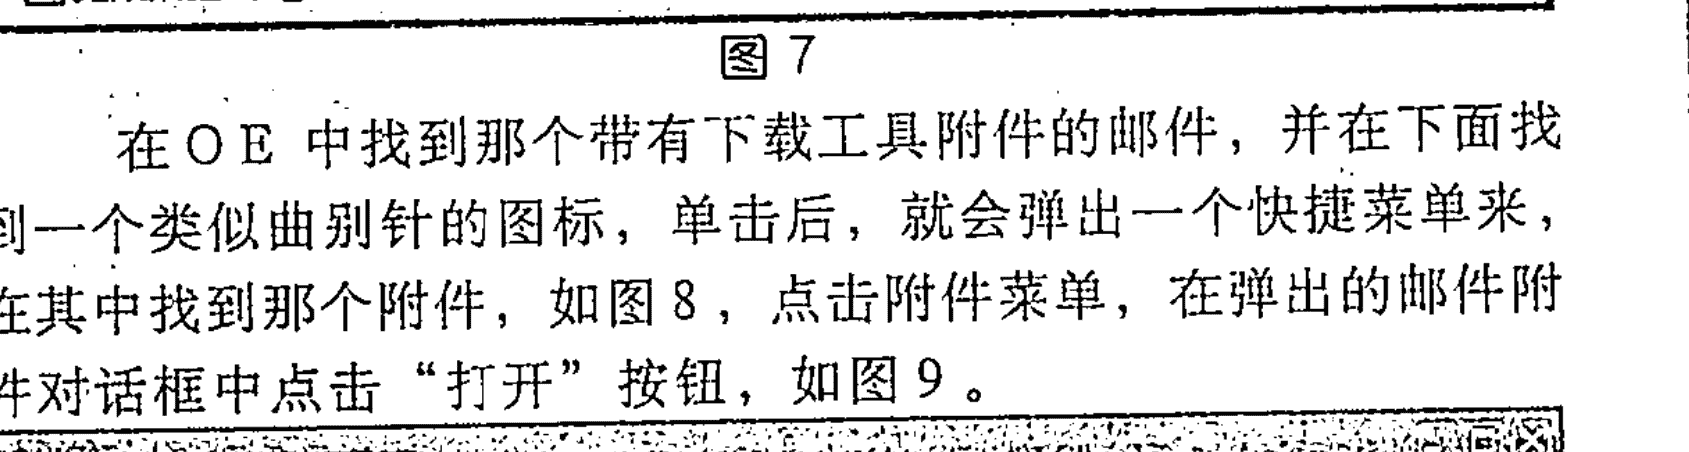 图 7
在OE 中找到那个带有下载工具附件的邮件，并在下面找
到一个类似曲别针的图标，单击后，就会弹出一个快捷菜单来，
在其中找到那个附件，如图8，点击附件菜单，在弹出的邮件附
件对话框中点击“打开”按钮，如图9。